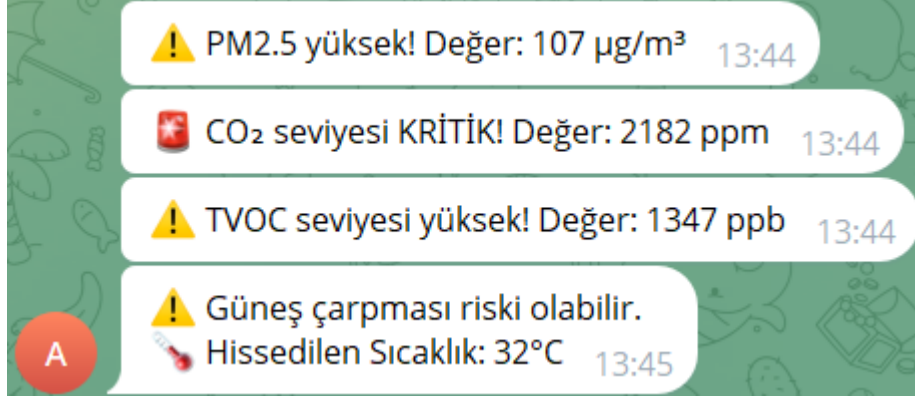 ⚠️ PM2.5 yüksek! Değer: 107 µg/m³ 13:44
🚨 CO₂ seviyesi KRİTİK! Değer: 2182 ppm 13:44
⚠️ TVOC seviyesi yüksek! Değer: 1347 ppb 13:44
⚠️ Güneş çarpması riski olabilir.
🌡️ Hissedilen Sıcaklık: 32°C 13:45
A